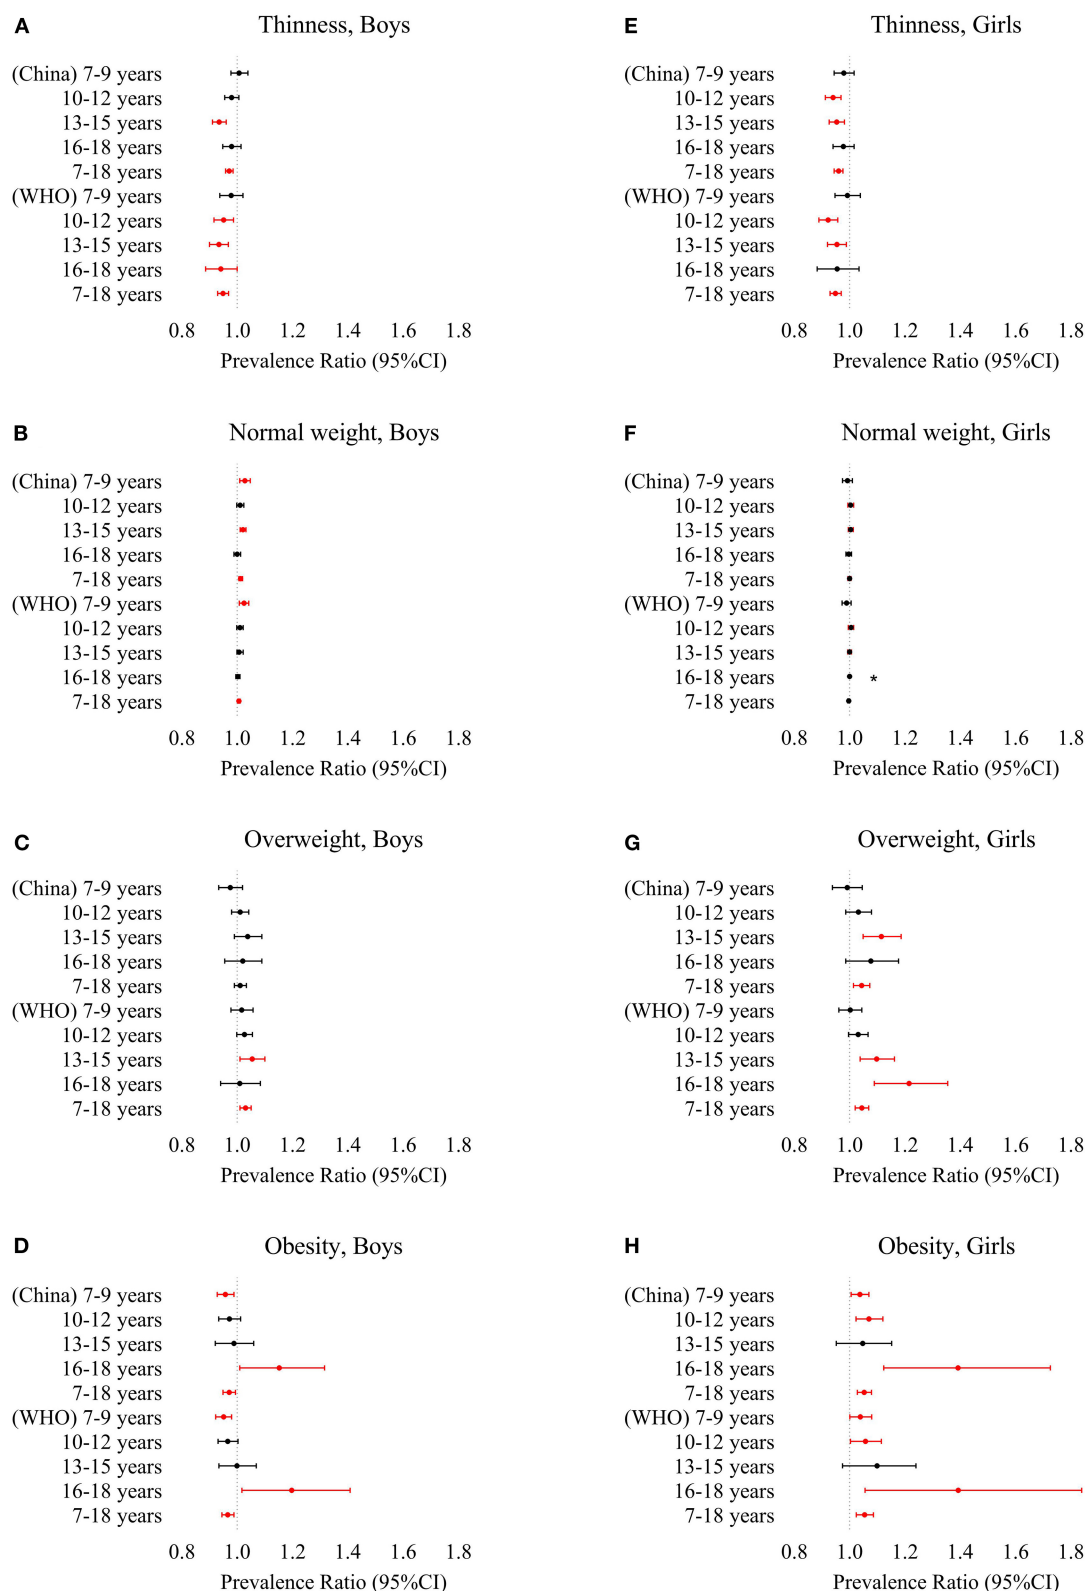 A Thinness, Boys
(China) 7-9 years
10-12 years
13-15 years
16-18 years
7-18 years
(WHO) 7-9 years
10-12 years
13-15 years
16-18 years
7-18 years
0.8 1.0 1.2 1.4 1.6 1.8
Prevalence Ratio (95%CI)
E Thinness, Girls
(China) 7-9 years
10-12 years
13-15 years
16-18 years
7-18 years
(WHO) 7-9 years
10-12 years
13-15 years
16-18 years
7-18 years
0.8 1.0 1.2 1.4 1.6 1.8
Prevalence Ratio (95%CI)
B Normal weight, Boys
(China) 7-9 years
10-12 years
13-15 years
16-18 years
7-18 years
(WHO) 7-9 years
10-12 years
13-15 years
16-18 years
7-18 years
0.8 1.0 1.2 1.4 1.6 1.8
Prevalence Ratio (95%CI)
F Normal weight, Girls
(China) 7-9 years
10-12 years
13-15 years
16-18 years
7-18 years
(WHO) 7-9 years
10-12 years
13-15 years
16-18 years *
7-18 years
0.8 1.0 1.2 1.4 1.6 1.8
Prevalence Ratio (95%CI)
C Overweight, Boys
(China) 7-9 years
10-12 years
13-15 years
16-18 years
7-18 years
(WHO) 7-9 years
10-12 years
13-15 years
16-18 years
7-18 years
0.8 1.0 1.2 1.4 1.6 1.8
Prevalence Ratio (95%CI)
G Overweight, Girls
(China) 7-9 years
10-12 years
13-15 years
16-18 years
7-18 years
(WHO) 7-9 years
10-12 years
13-15 years
16-18 years
7-18 years
0.8 1.0 1.2 1.4 1.6 1.8
Prevalence Ratio (95%CI)
D Obesity, Boys
(China) 7-9 years
10-12 years
13-15 years
16-18 years
7-18 years
(WHO) 7-9 years
10-12 years
13-15 years
16-18 years
7-18 years
0.8 1.0 1.2 1.4 1.6 1.8
Prevalence Ratio (95%CI)
H Obesity, Girls
(China) 7-9 years
10-12 years
13-15 years
16-18 years
7-18 years
(WHO) 7-9 years
10-12 years
13-15 years
16-18 years
7-18 years
0.8 1.0 1.2 1.4 1.6 1.8
Prevalence Ratio (95%CI)